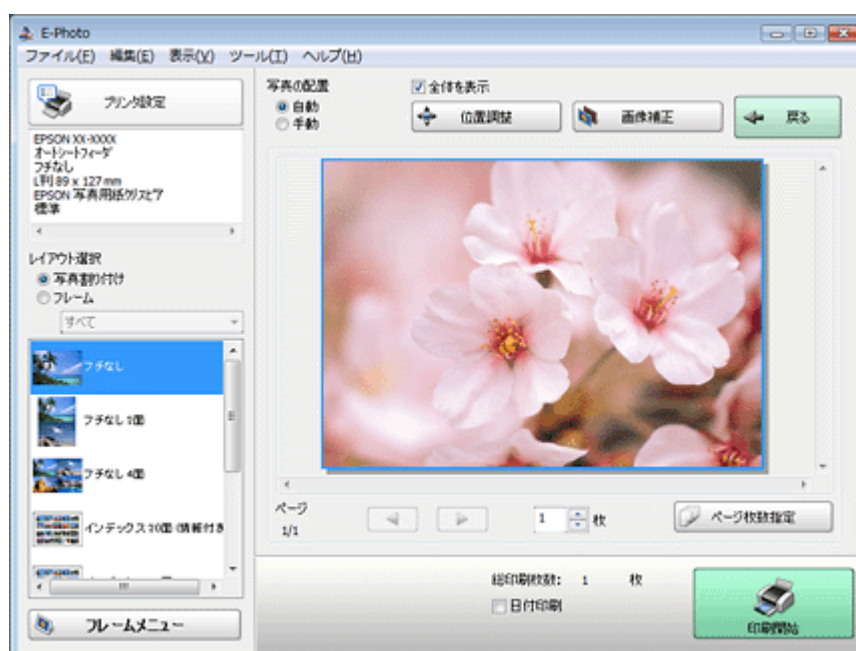 E-Photo
ファイル(F) 編集(E) 表示(V) ツール(T) ヘルプ(H)
プリンタ設定
EPSON XX-XXXX
オートシートフィーダ
フチなし
L判 89 x 127 mm
EPSON 写真用紙クリスピア
標準
レイアウト選択
写真割り付け
フレーム
すべて
フチなし
フチなし 1面
フチなし 4面
インデックス 20面 (情報付き
フレームメニュー
写真の配置
自動
手動
全体を表示
位置調整
画像補正
戻る
ページ
1/1
1 枚
ページ枚数指定
総印刷枚数: 1 枚
日付印刷
印刷開始